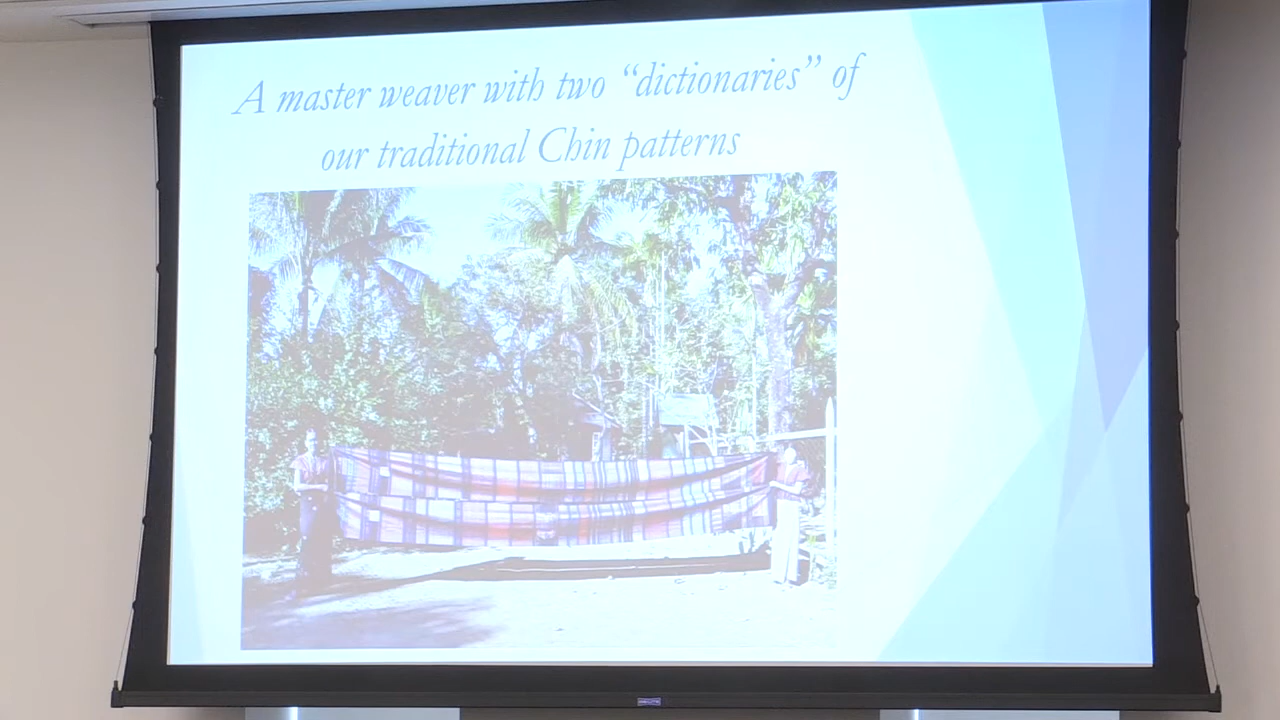 A master weaver with two “dictionaries” of
our traditional Chin patterns